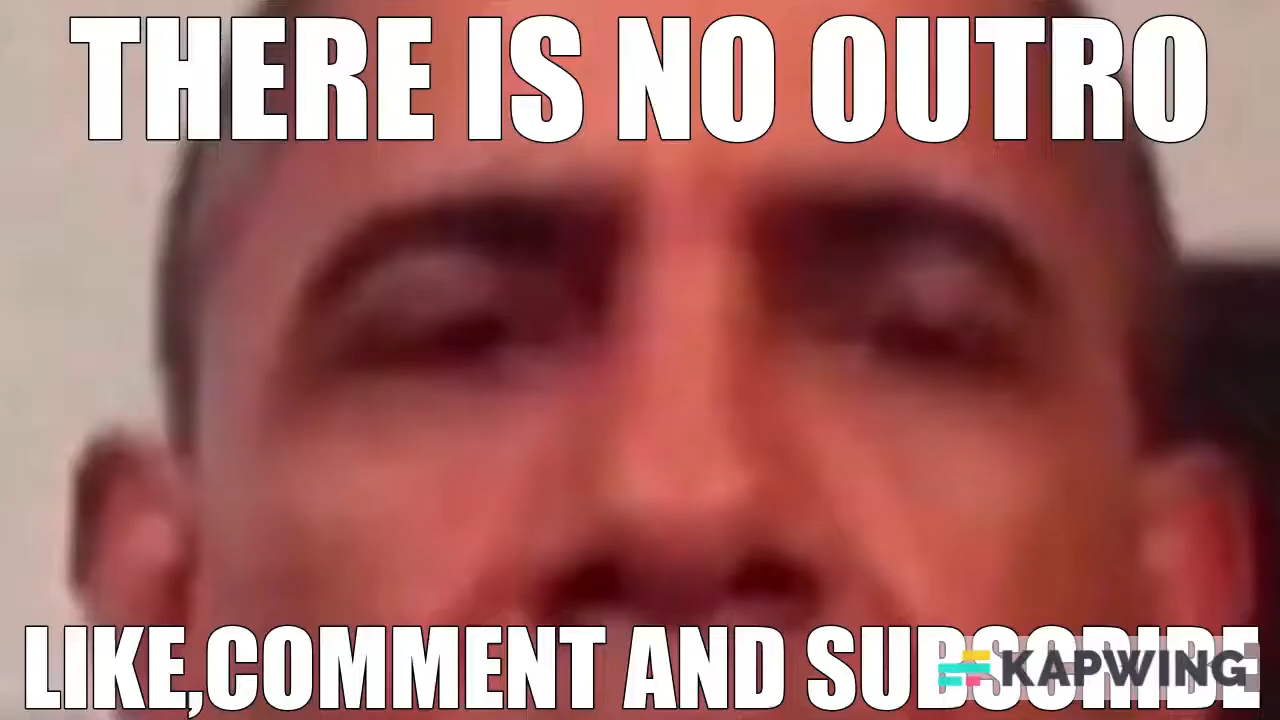 THERE IS NO OUTRO
LIKE,COMMENT AND SUBSCRIBE
KAPWING